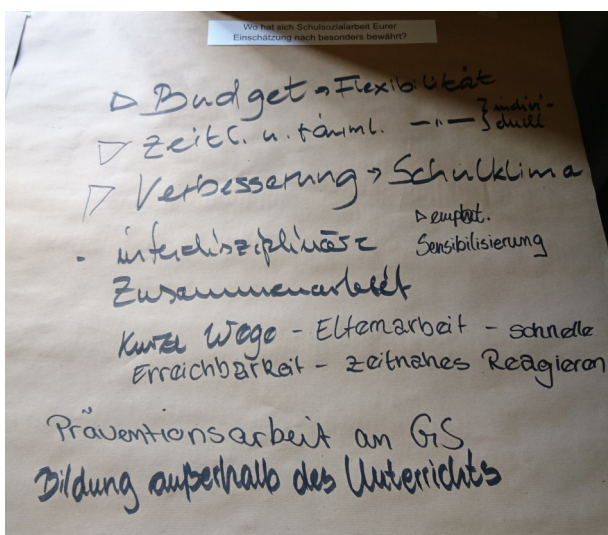 Wo hat sich Schulsozialarbeit Eurer
Einschätzung nach besonders bewährt?
▷ Budget → Flexibilität
▷ zeitl. u. räuml. —"— } indivi-
duell
▷ Verbesserung → Schulklima
▷ empat.
Sensibilisierung
· interdisziplinäre
Zusammenarbeit
Kurze Wege - Elternarbeit - schnelle
Erreichbarkeit - zeitnahes Reagieren
Präventionsarbeit an GS
Bildung außerhalb des Unterrichts